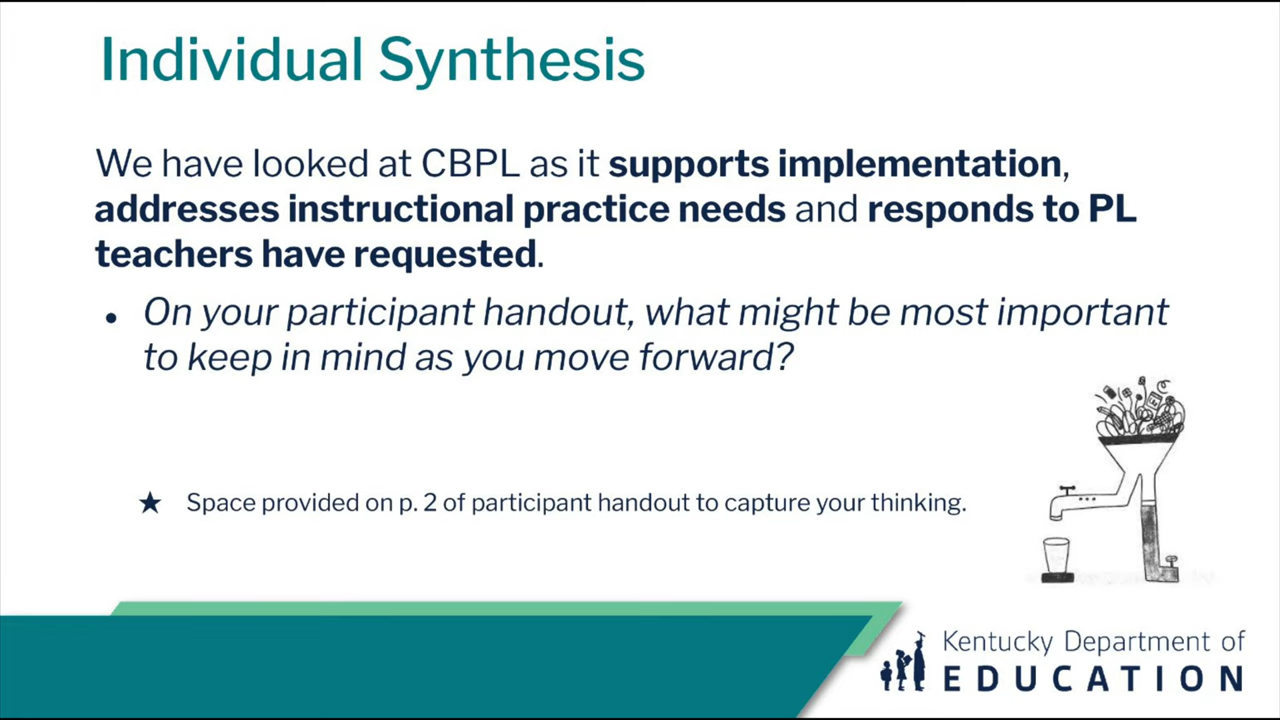 Individual Synthesis
We have looked at CBPL as it supports implementation,
addresses instructional practice needs and responds to PL
teachers have requested.
• On your participant handout, what might be most important
to keep in mind as you move forward?
★ Space provided on p. 2 of participant handout to capture your thinking.
Kentucky Department of
EDUCATION